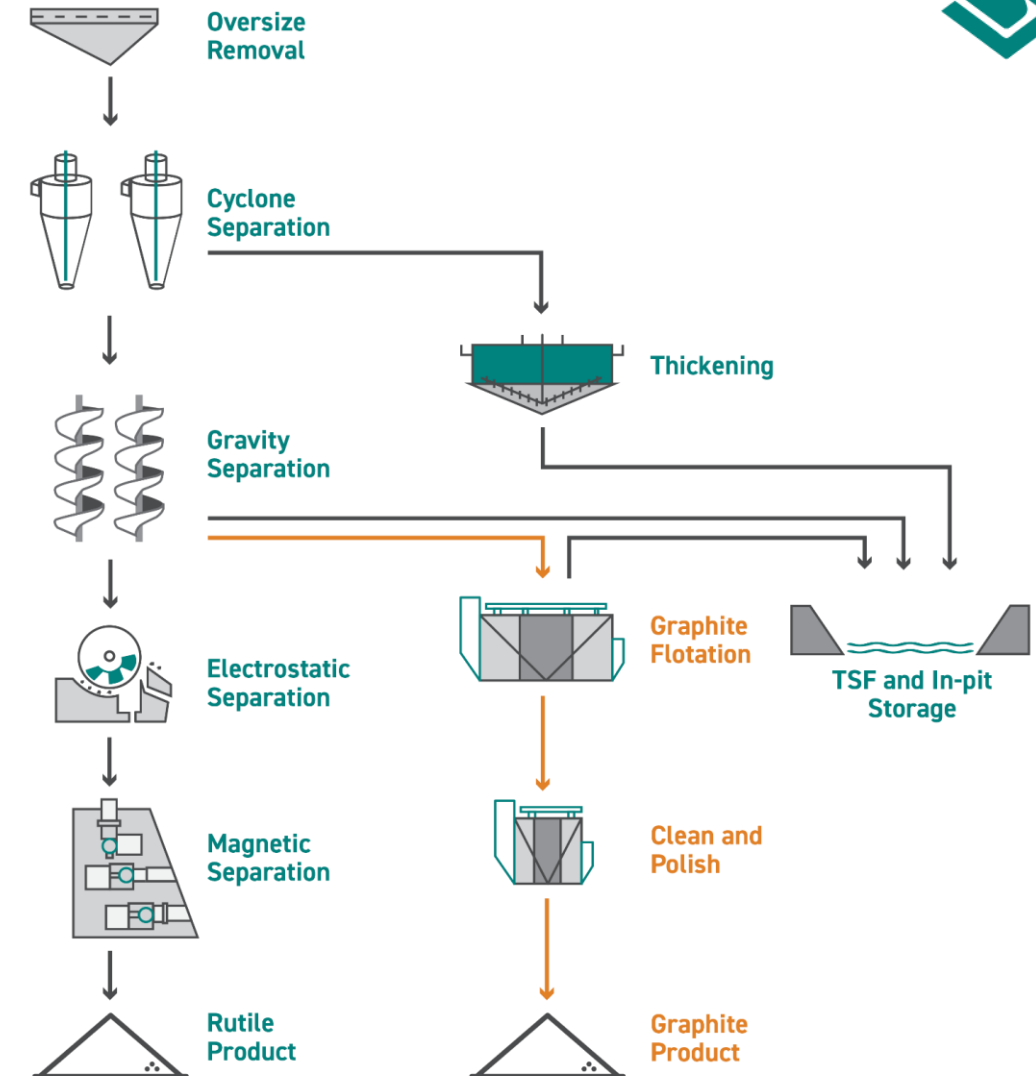 Oversize
Removal
Cyclone
Separation
Thickening
Gravity
Separation
Graphite
Flotation
TSF and In-pit
Storage
Electrostatic
Separation
Clean and
Polish
Magnetic
Separation
Rutile
Product
Graphite
Product